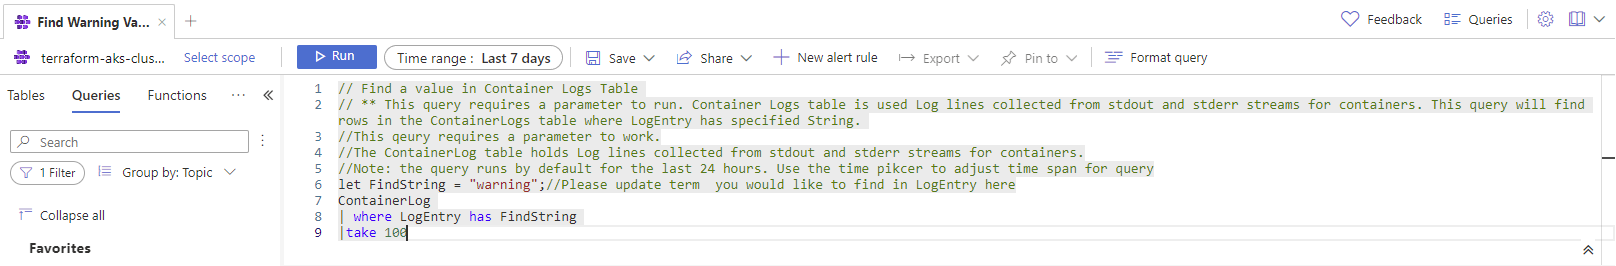 Find Warning Va... ×
+
Feedback Queries
terraform-aks-clus... Select scope Run Time range : Last 7 days Save Share New alert rule Export Pin to Format query
Tables Queries Functions ... «
Search
1 Filter Group by: Topic
Collapse all
Favorites
1 // Find a value in Container Logs Table
2 // ** This query requires a parameter to run. Container Logs table is used Log lines collected from stdout and stderr streams for containers. This query will find
rows in the ContainerLogs table where LogEntry has specified String.
3 //This qeury requires a parameter to work.
4 //The ContainerLog table holds Log lines collected from stdout and stderr streams for containers.
5 //Note: the query runs by default for the last 24 hours. Use the time pikcer to adjust time span for query
6 let FindString = "warning";//Please update term  you would like to find in LogEntry here
7 ContainerLog
8 | where LogEntry has FindString
9 |take 100